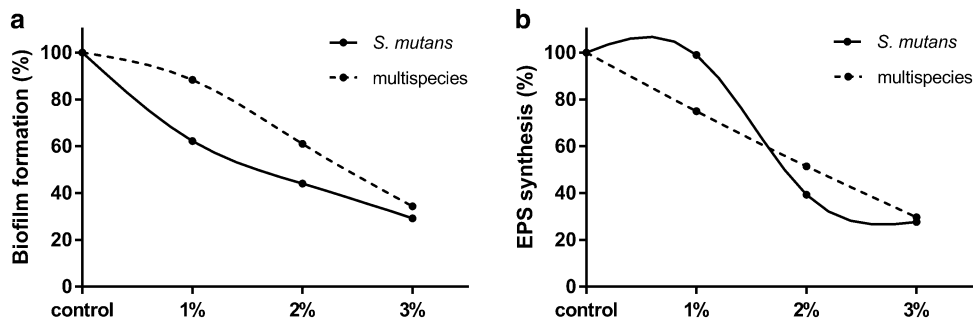 a
Biofilm formation (%)
100
80
60
40
20
0
control 1% 2% 3%
S. mutans
multispecies
b
EPS synthesis (%)
100
80
60
40
20
0
control 1% 2% 3%
S. mutans
multispecies